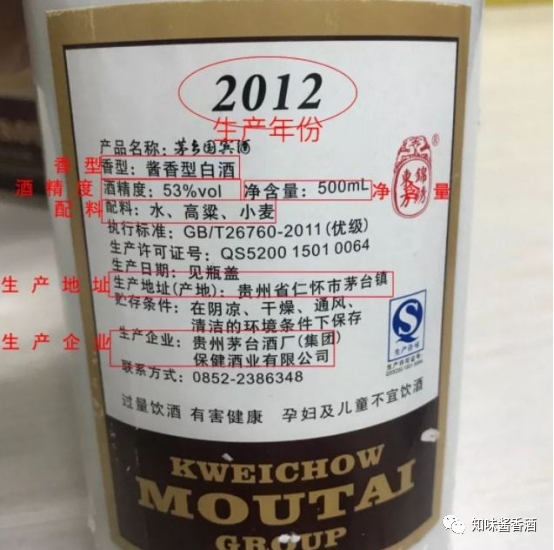 2012
生产年份
产品名称：茅乡国宾酒
香型 香型：酱香型白酒
酒精度 酒精度：53%vol 净含量：500mL 净含量
配料 配料：水、高粱、小麦
执行标准：GB/T26760-2011(优级)
生产许可证号：QS5200 1501 0064
生产日期：见瓶盖
生产地址 生产地址(产地)：贵州省仁怀市茅台镇
贮存条件：在阴凉、干燥、通风、
清洁的环境条件下保存
生产企业 生产企业：贵州茅台酒厂(集团)
保健酒业有限公司
联系方式：0852-2386348
过量饮酒 有害健康 孕妇及儿童不宜饮酒
锦绣东方
®
生产许可
KWEICHOW
MOUTAI
GROUP
知味酱香酒